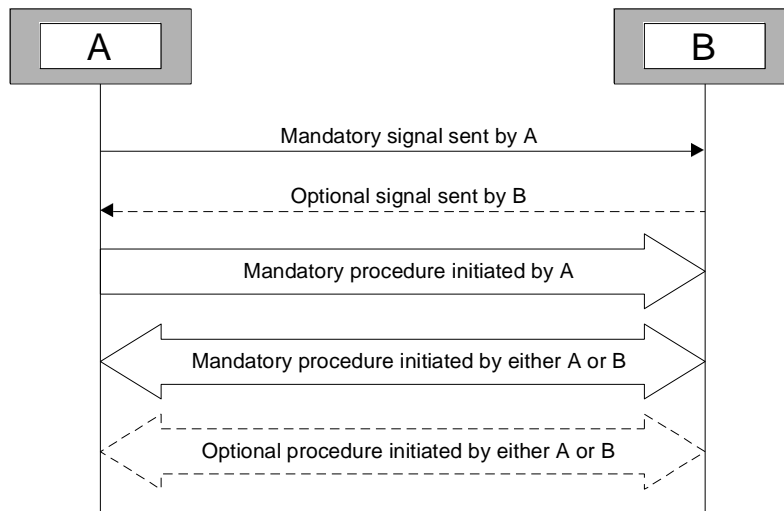 A
B
Mandatory signal sent by A
Optional signal sent by B
Mandatory procedure initiated by A
Mandatory procedure initiated by either A or B
Optional procedure initiated by either A or B